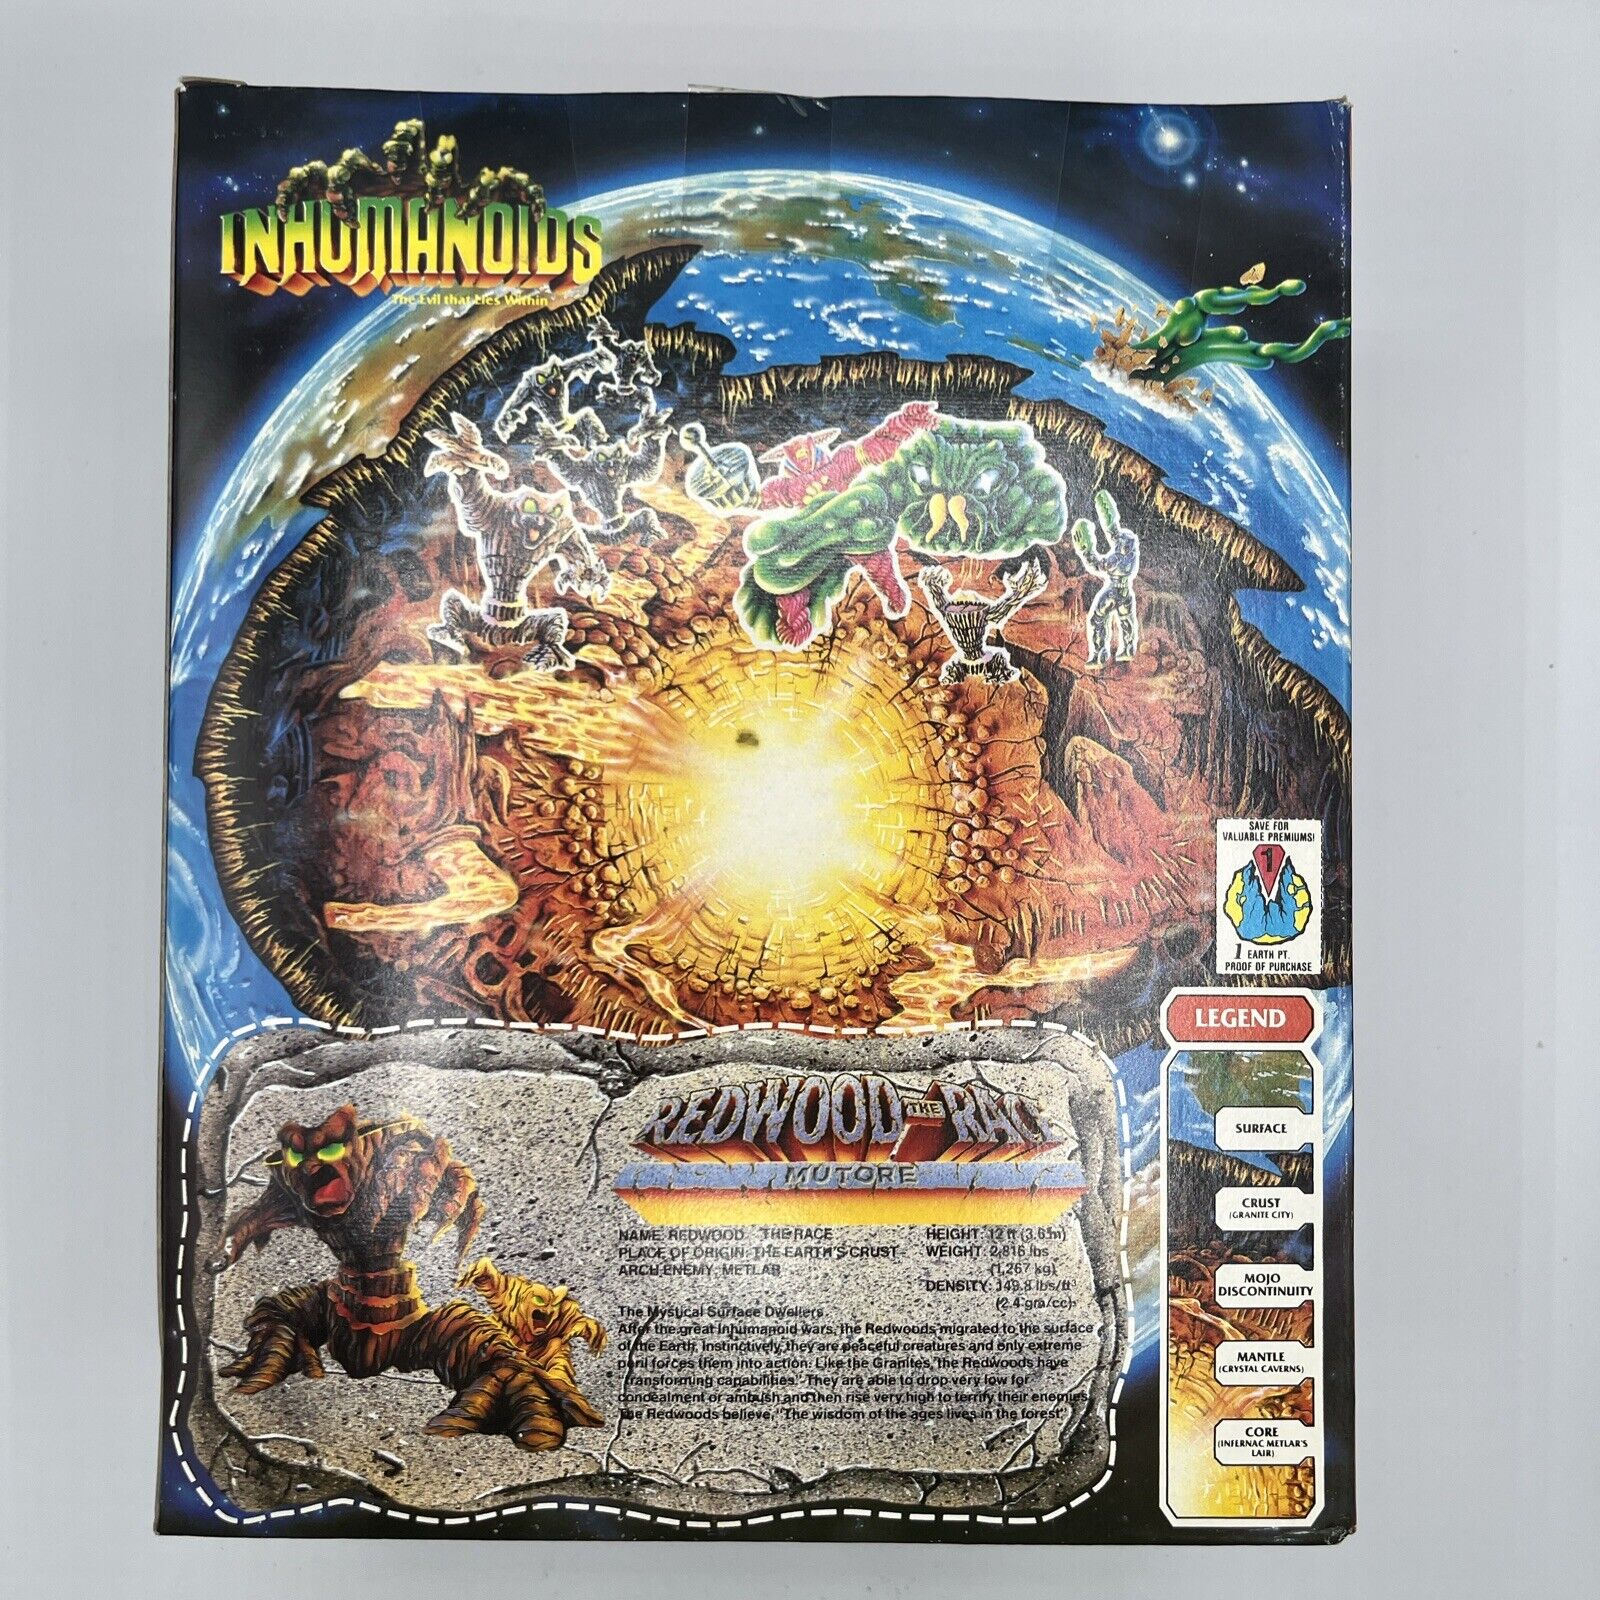 INHUMANOIDS
The Evil that Lies Within
SAVE FOR
VALUABLE PREMIUMS!
1
1 EARTH PT.
PROOF OF PURCHASE
LEGEND
SURFACE
CRUST
(GRANITE CITY)
MOJO
DISCONTINUITY
MANTLE
(CRYSTAL CAVERNS)
CORE
(INFERNAC METLAR'S
LAIR)
REDWOOD THE RACE
MUTORE
NAME: REDWOOD THE RACE
PLACE OF ORIGIN: THE EARTH'S CRUST
ARCH ENEMY: METLAR
HEIGHT: 12 ft (3.6 m)
WEIGHT: 2,816 lbs
(1,267 kg)
DENSITY: 149.8 lbs/ft³
(2.4 gm/cc)
The Mystical Surface Dwellers
After the great Inhumanoid wars, the Redwoods migrated to the surface
of the Earth. Instinctively, they are peaceful creatures and only extreme
peril forces them into action. Like the Granites, the Redwoods have
transforming capabilities. They are able to drop very low for
concealment or ambush and then rise very high to terrify their enemies.
The Redwoods believe, "The wisdom of the ages lives in the forest."